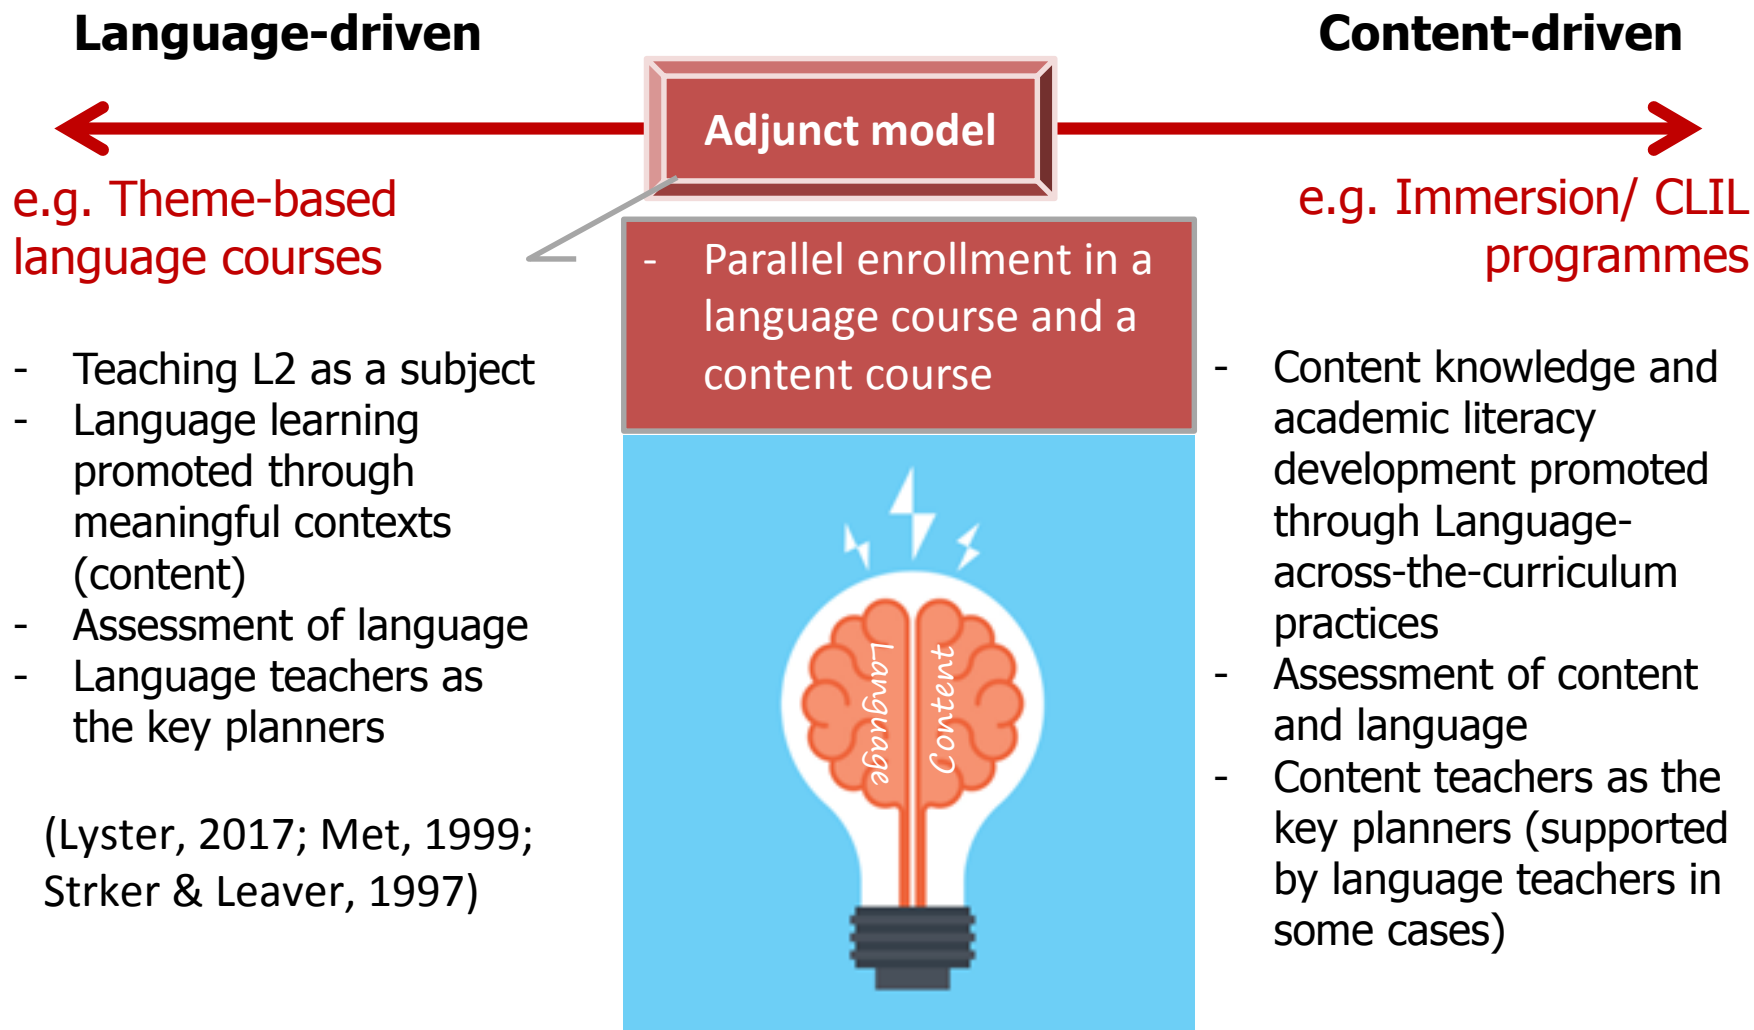 Language-driven
Content-driven
Adjunct model
e.g. Theme-based
language courses
e.g. Immersion/ CLIL
programmes
- Parallel enrollment in a
language course and a
content course
- Teaching L2 as a subject
- Language learning
promoted through
meaningful contexts
(content)
- Assessment of language
- Language teachers as
the key planners
(Lyster, 2017; Met, 1999;
Strker & Leaver, 1997)
Language
Content
- Content knowledge and
academic literacy
development promoted
through Language-
across-the-curriculum
practices
- Assessment of content
and language
- Content teachers as the
key planners (supported
by language teachers in
some cases)